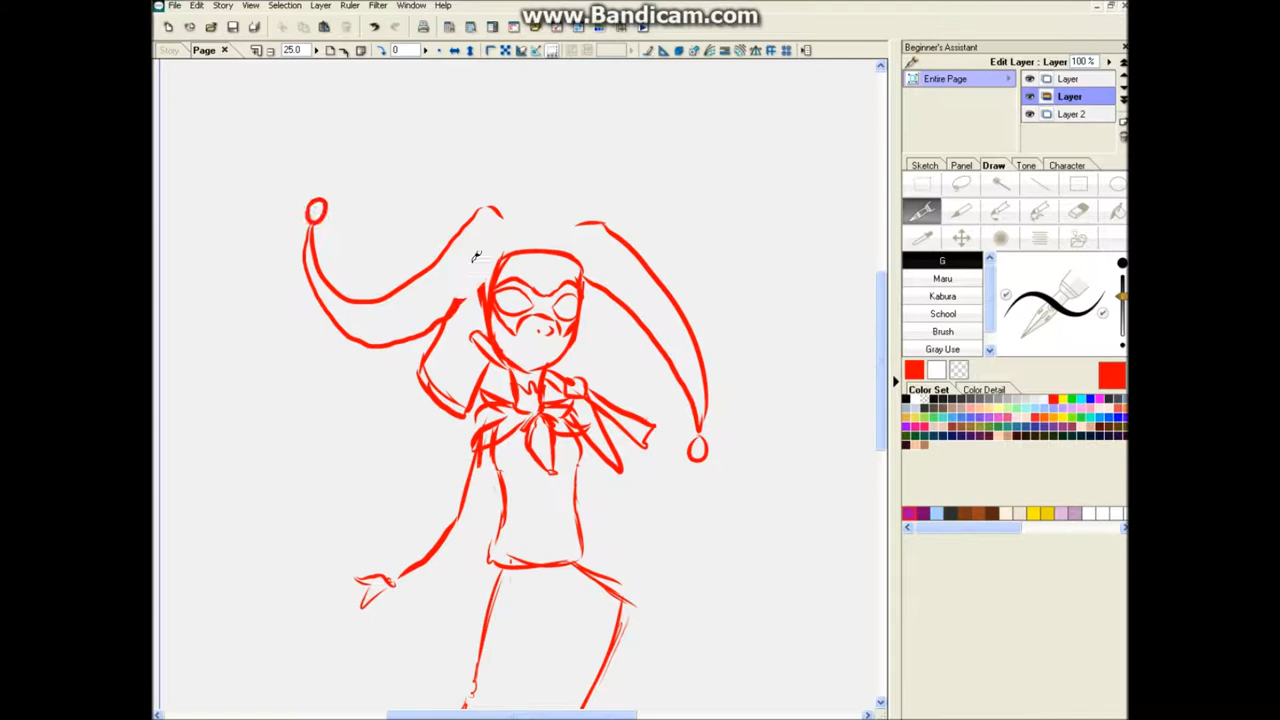 www.Bandicam.com
File Edit Story View Selection Layer Ruler Filter Window Help
Story Page 25.0 0
Beginner's Assistant
Edit Layer : Layer 100 %
Entire Page
Layer
Layer
Layer 2
Sketch Panel Draw Tone Character
G
Maru
Kabura
School
Brush
Gray Use
Color Set Color Detail